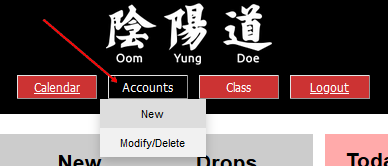 陰陽道
Oom Yung Doe
Calendar Accounts Class Logout
New
Modify/Delete
New Drops Toda